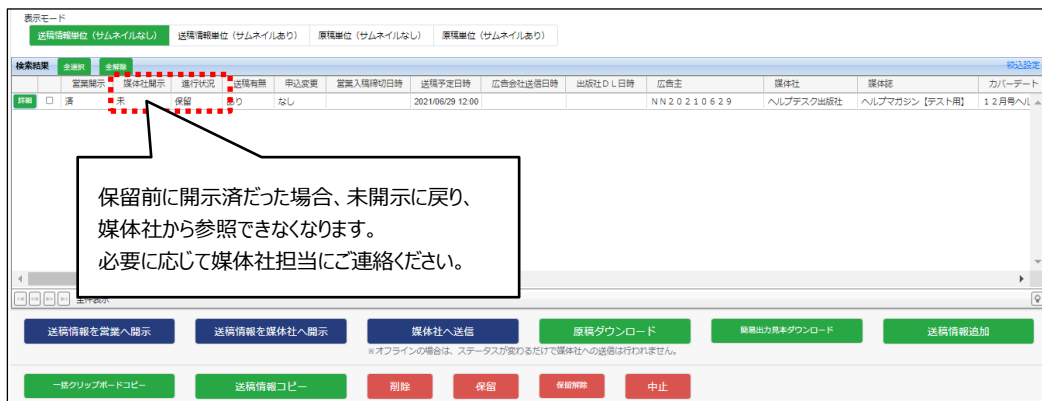 表示モード
送稿情報単位（サムネイルなし） 送稿情報単位（サムネイルあり） 原稿単位（サムネイルなし） 原稿単位（サムネイルあり）
検索結果 全選択 全解除 絞込設定
営業開示 媒体社開示 進行状況 送稿有無 申込変更 営業入稿締切日時 送稿予定日時 広告会社送信日時 出版社ＤＬ日時 広告主 媒体社 媒体誌 カバーデート
詳細 済 未 保留 あり なし 2021/06/29 12:00 ＮＮ２０２１０６２９ ヘルプデスク出版社 ヘルプマガジン【テスト用】 １２月号ヘル
保留前に開示済だった場合、未開示に戻り、
媒体社から参照できなくなります。
必要に応じて媒体社担当にご連絡ください。
全件表示
送稿情報を営業へ開示 送稿情報を媒体社へ開示 媒体社へ送信 原稿ダウンロード 簡易出力見本ダウンロード 送稿情報追加
※オフラインの場合は、ステータスが変わるだけで媒体社への送信は行われません。
一括クリップボードコピー 送稿情報コピー 削除 保留 保留解除 中止